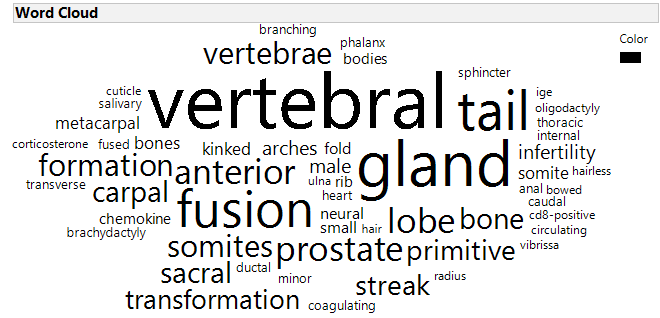 Word Cloud
Color
branching
vertebrae
phalanx
bodies
sphincter
cuticle
salivary
vertebral
tail
ige
oligodactyly
thoracic
internal
metacarpal
corticosterone
fused
bones
kinked
arches
fold
gland
infertility
formation
anterior
male
somite
hairless
transverse
carpal
ulna
rib
heart
anal
bowed
caudal
chemokine
fusion
neural
small
hair
lobe
bone
cd8-positive
circulating
brachydactyly
vibrissa
somites
prostate
primitive
sacral
ductal
minor
streak
radius
transformation
coagulating